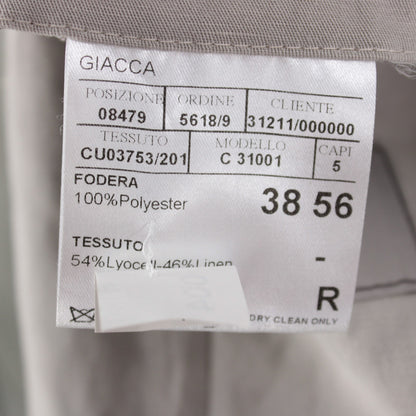 GIACCA
POSIZIONE ORDINE CLIENTE
08479 5618/9 31211/000000
TESSUTO MODELLO CAPI
CU03753/201 C 31001 5
FODERA
100%Polyester
38 56
TESSUTO
54%Lyocell-46%Linen
-
R
DRY CLEAN ONLY